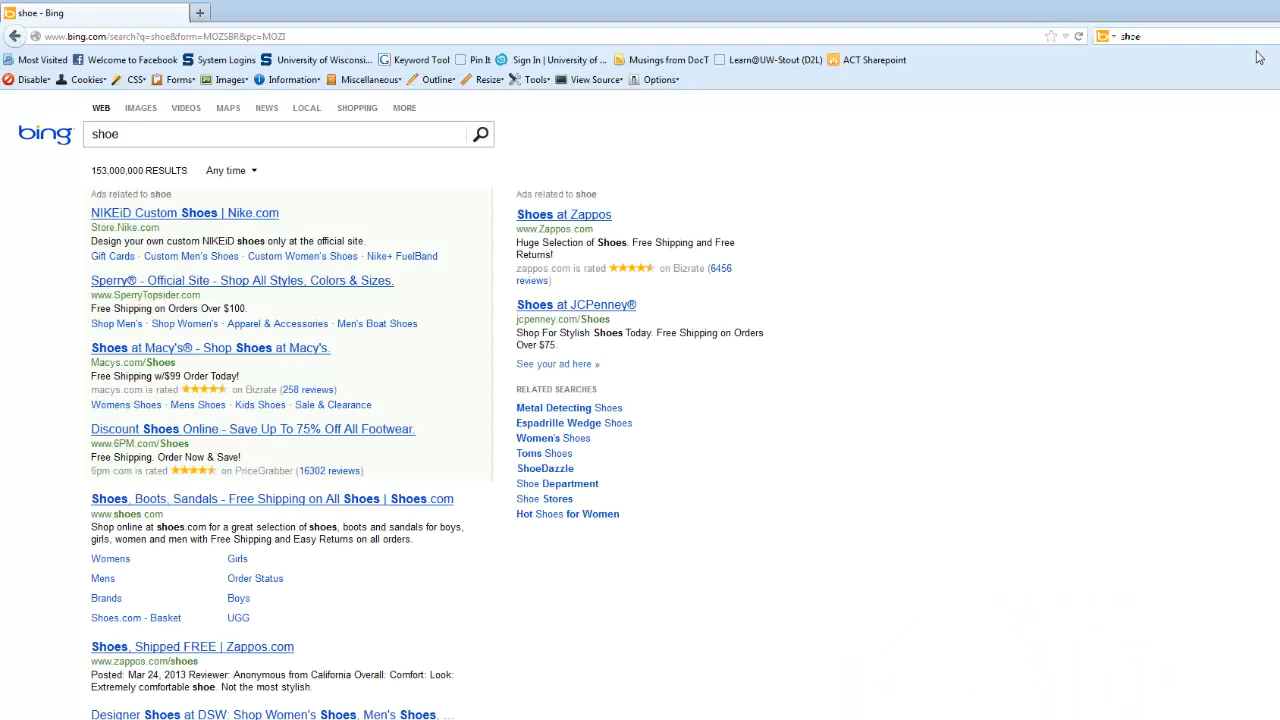 shoe - Bing
www.bing.com/search?q=shoe&form=MOZSBR&pc=MOZI
shoe
Most Visited Welcome to Facebook System Logins University of Wisconsi... Keyword Tool Pin It Sign In | University of ... Musings from DocT Learn@UW-Stout (D2L) ACT Sharepoint
Disable Cookies CSS Forms Images Information Miscellaneous Outline Resize Tools View Source Options
WEB IMAGES VIDEOS MAPS NEWS LOCAL SHOPPING MORE
bing
shoe
153,000,000 RESULTS Any time
Ads related to shoe
NIKEiD Custom Shoes | Nike.com
Store.Nike.com
Design your own custom NIKEiD shoes only at the official site.
Gift Cards · Custom Men's Shoes · Custom Women's Shoes · Nike+ FuelBand
Sperry® - Official Site - Shop All Styles, Colors & Sizes.
www.SperryTopsider.com
Free Shipping on Orders Over $100.
Shop Men's · Shop Women's · Apparel & Accessories · Men's Boat Shoes
Shoes at Macy's® - Shop Shoes at Macy's.
Macys.com/Shoes
Free Shipping w/$99 Order Today!
macys.com is rated on Bizrate (258 reviews)
Womens Shoes · Mens Shoes · Kids Shoes · Sale & Clearance
Discount Shoes Online - Save Up To 75% Off All Footwear.
www.6PM.com/Shoes
Free Shipping. Order Now & Save!
6pm.com is rated on PriceGrabber (16302 reviews)
Shoes, Boots, Sandals - Free Shipping on All Shoes | Shoes.com
www.shoes.com
Shop online at shoes.com for a great selection of shoes, boots and sandals for boys,
girls, women and men with Free Shipping and Easy Returns on all orders.
Womens Girls
Mens Order Status
Brands Boys
Shoes.com - Basket UGG
Shoes, Shipped FREE | Zappos.com
www.zappos.com/shoes
Posted: Mar 24, 2013 Reviewer: Anonymous from California Overall: Comfort: Look:
Extremely comfortable shoe. Not the most stylish.
Designer Shoes at DSW: Shop Women's Shoes, Men's Shoes, ...
Ads related to shoe
Shoes at Zappos
www.Zappos.com
Huge Selection of Shoes. Free Shipping and Free
Returns!
zappos.com is rated on Bizrate (6456
reviews)
Shoes at JCPenney®
jcpenney.com/Shoes
Shop For Stylish Shoes Today. Free Shipping on Orders
Over $75.
See your ad here »
RELATED SEARCHES
Metal Detecting Shoes
Espadrille Wedge Shoes
Women's Shoes
Toms Shoes
ShoeDazzle
Shoe Department
Shoe Stores
Hot Shoes for Women